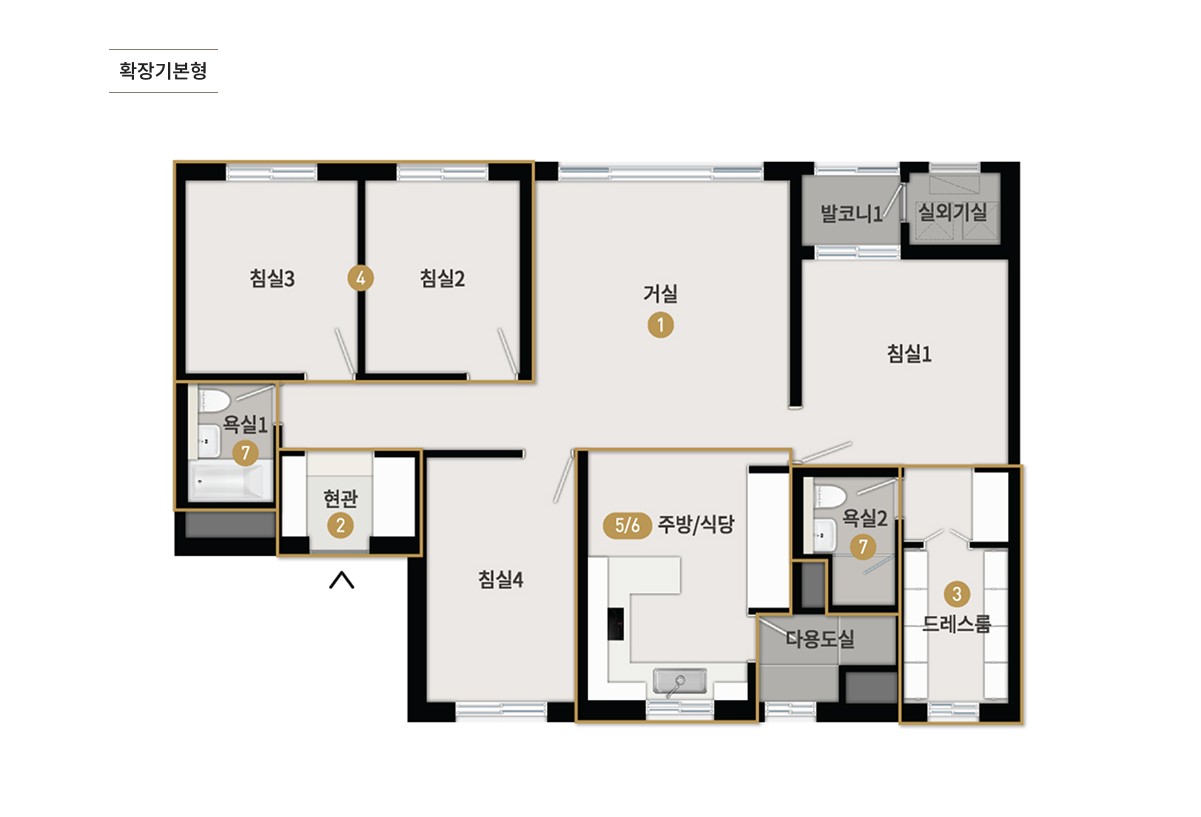 확장기본형
발코니1
실외기실
침실3
4
침실2
거실
1
침실1
욕실1
7
현관
2
5/6 주방/식당
욕실2
7
침실4
3
드레스룸
다용도실